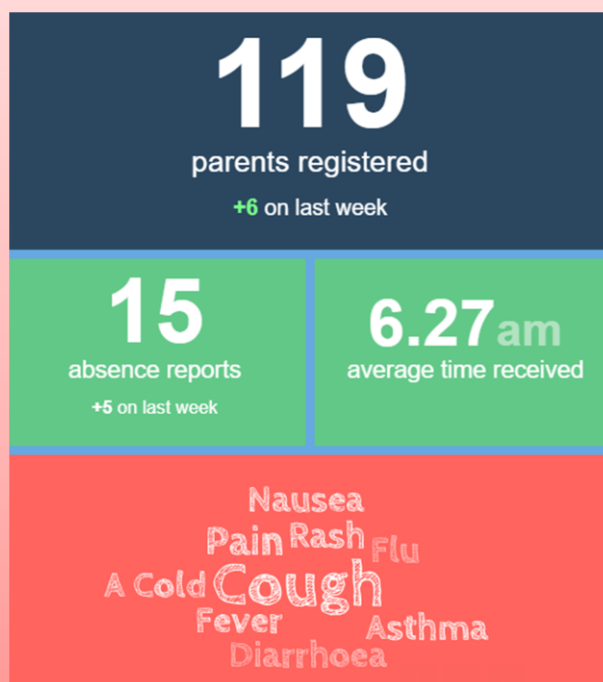 119
parents registered
+6 on last week
15
absence reports
+5 on last week
6.27am
average time received
Nausea
Pain Rash Flu
A Cold Cough
Fever Asthma
Diarrhoea